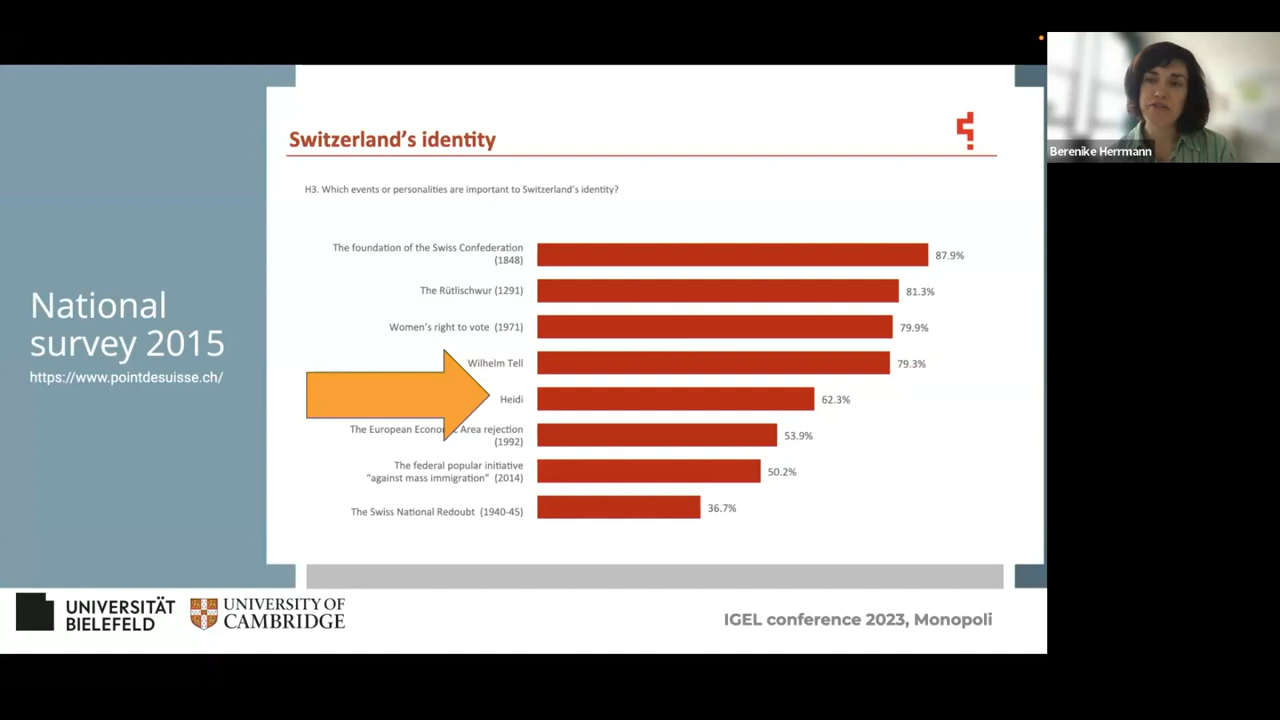 Switzerland's identity
H3. Which events or personalities are important to Switzerland's identity?
The foundation of the Swiss Confederation
(1848)
87.9%
The Rütlischwur (1291)
81.3%
Women's right to vote (1971)
79.9%
Wilhelm Tell
79.3%
Heidi
62.3%
The European Area rejection
(1992)
53.9%
The federal popular initiative
"against mass immigration" (2014)
50.2%
The Swiss National Redoubt (1940-45)
36.7%
National
survey 2015
https://www.pointdesuisse.ch/
UNIVERSITÄT
BIELEFELD
UNIVERSITY OF
CAMBRIDGE
IGEL conference 2023, Monopoli
Berenike Herrmann